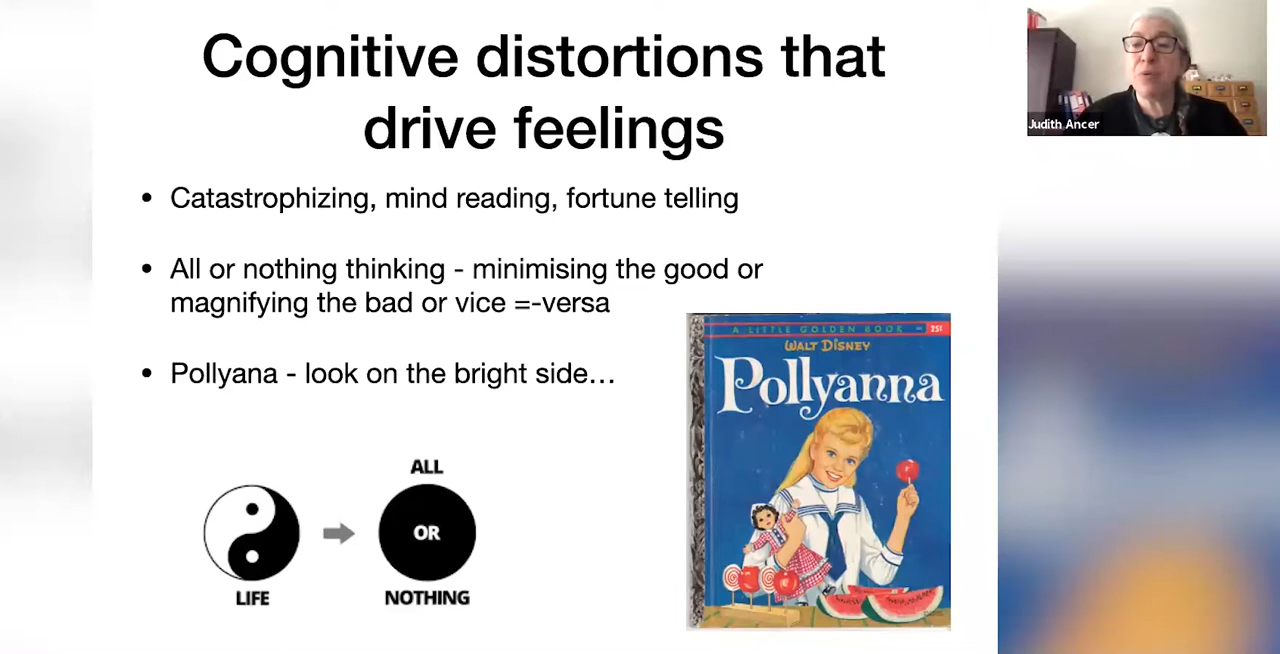 Cognitive distortions that
drive feelings
• Catastrophizing, mind reading, fortune telling
• All or nothing thinking - minimising the good or
magnifying the bad or vice =-versa
• Pollyana - look on the bright side…
LIFE
ALL
OR
NOTHING
A LITTLE GOLDEN BOOK
25¢
WALT DISNEY
Pollyanna
Judith Ancer